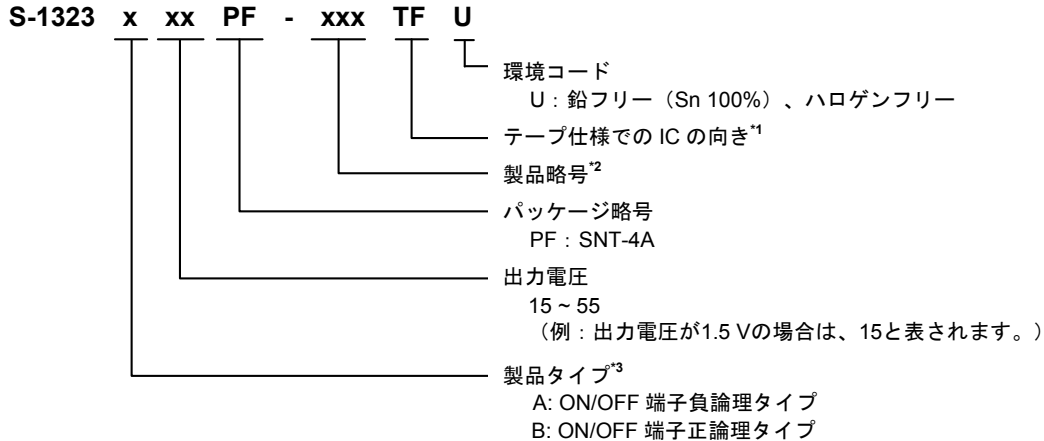 S-1323 x xx PF - xxx TF U
環境コード
U：鉛フリー（Sn 100%）、ハロゲンフリー
テープ仕様での IC の向き*1
製品略号*2
パッケージ略号
PF：SNT-4A
出力電圧
15 ~ 55
（例：出力電圧が1.5 Vの場合は、15と表されます。）
製品タイプ*3
A: ON/OFF 端子負論理タイプ
B: ON/OFF 端子正論理タイプ